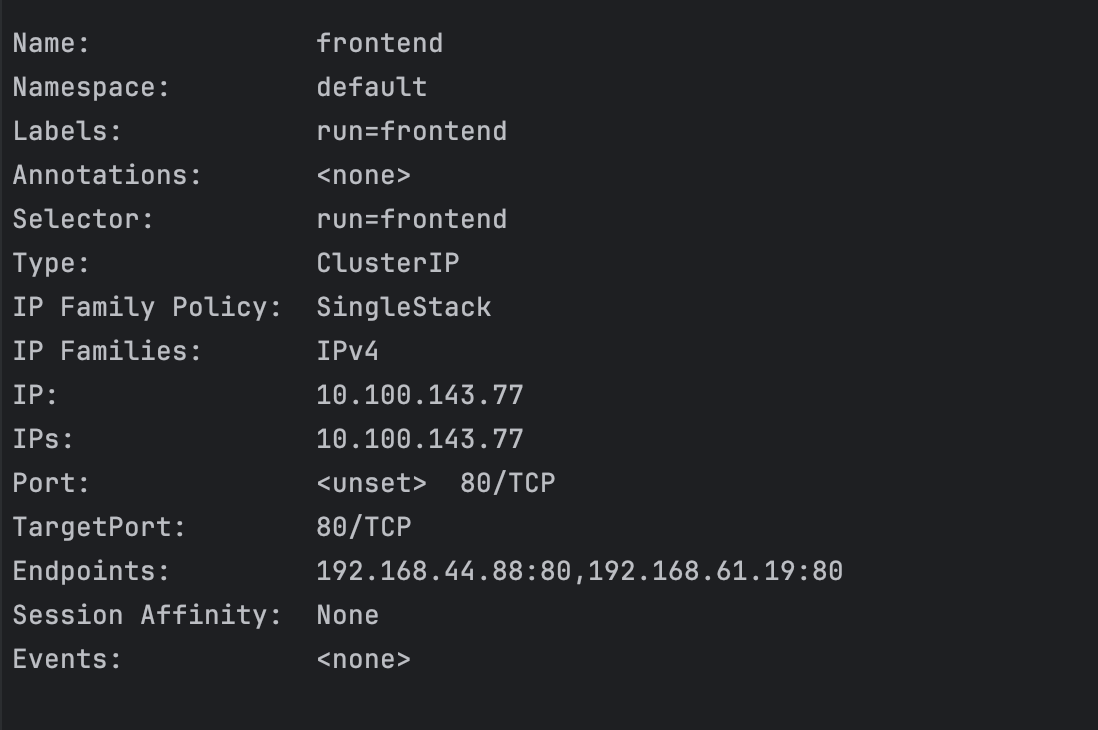 Name:              frontend
Namespace:         default
Labels:            run=frontend
Annotations:       <none>
Selector:          run=frontend
Type:              ClusterIP
IP Family Policy:  SingleStack
IP Families:       IPv4
IP:                10.100.143.77
IPs:               10.100.143.77
Port:              <unset>  80/TCP
TargetPort:        80/TCP
Endpoints:         192.168.44.88:80,192.168.61.19:80
Session Affinity:  None
Events:            <none>